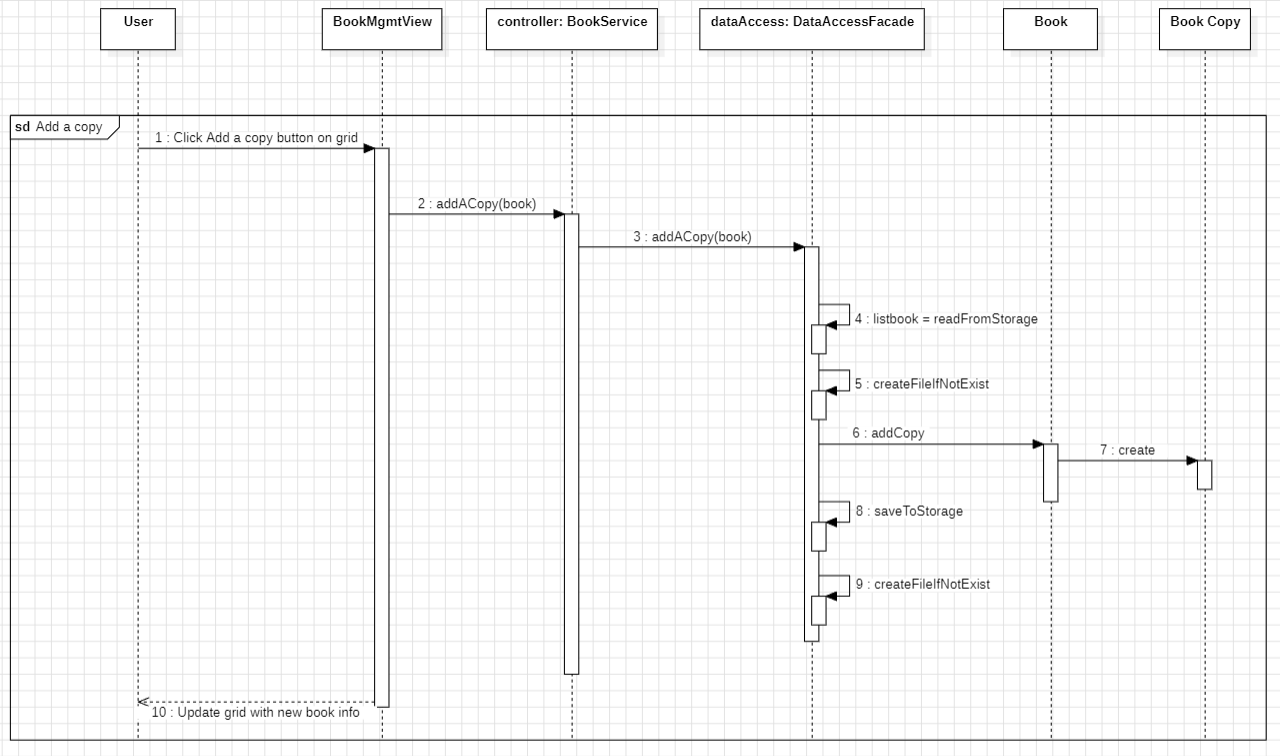 User
BookMgmtView
controller: BookService
dataAccess: DataAccessFacade
Book
Book Copy
sd Add a copy
1 : Click Add a copy button on grid
2 : addACopy(book)
3 : addACopy(book)
4 : listbook = readFromStorage
5 : createFileIfNotExist
6 : addCopy
7 : create
8 : saveToStorage
9 : createFileIfNotExist
10 : Update grid with new book info